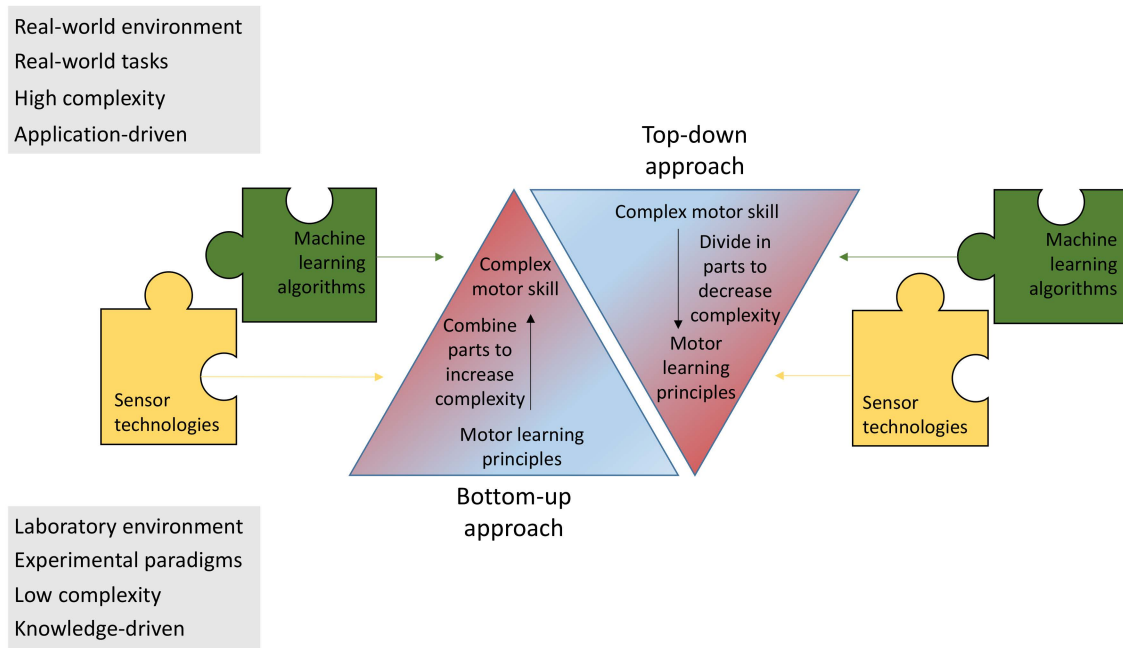 Real-world environment
Real-world tasks
High complexity
Application-driven
Top-down
approach
Machine
learning
algorithms
Sensor
technologies
Complex
motor skill
Combine
parts to
increase
complexity
Motor learning
principles
Bottom-up
approach
Complex motor skill
Divide in
parts to
decrease
complexity
Motor
learning
principles
Machine
learning
algorithms
Sensor
technologies
Laboratory environment
Experimental paradigms
Low complexity
Knowledge-driven